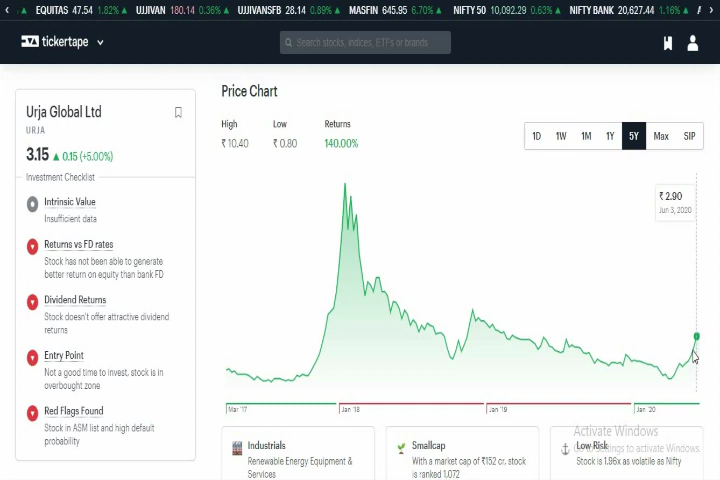 EQUITAS 47.54 1.82% ▲ UJJIVAN 180.14 0.36% ▲ UJJIVANSFB 28.14 0.89% ▲ MASFIN 645.95 6.70% ▲ NIFTY 50 10,092.29 0.63% ▲ NIFTY BANK 20,627.44 1.16% ▲
tickertape
Search stocks, indices, ETFs or brands
Urja Global Ltd
URJA
3.15 ▲ 0.15 (+5.00%)
Investment Checklist
Intrinsic Value
Insufficient data
Returns vs FD rates
Stock has not been able to generate
better return on equity than bank FD
Dividend Returns
Stock doesn't offer attractive dividend
returns
Entry Point
Not a good time to invest, stock is in
overbought zone
Red Flags Found
Stock in ASM list and high default
probability
Price Chart
High Low Returns
₹ 10.40 ₹ 0.80 140.00%
1D 1W 1M 1Y 5Y Max SIP
₹ 2.90
Jun 3, 2020
Mar '17 Jan '18 Jan '19 Jan '20
Activate Windows
Go to Settings to activate Windows.
Industrials
Renewable Energy Equipment &
Services
Smallcap
With a market cap of ₹152 cr, stock
is ranked 1,072
Low Risk
Stock is 1.96x as volatile as Nifty